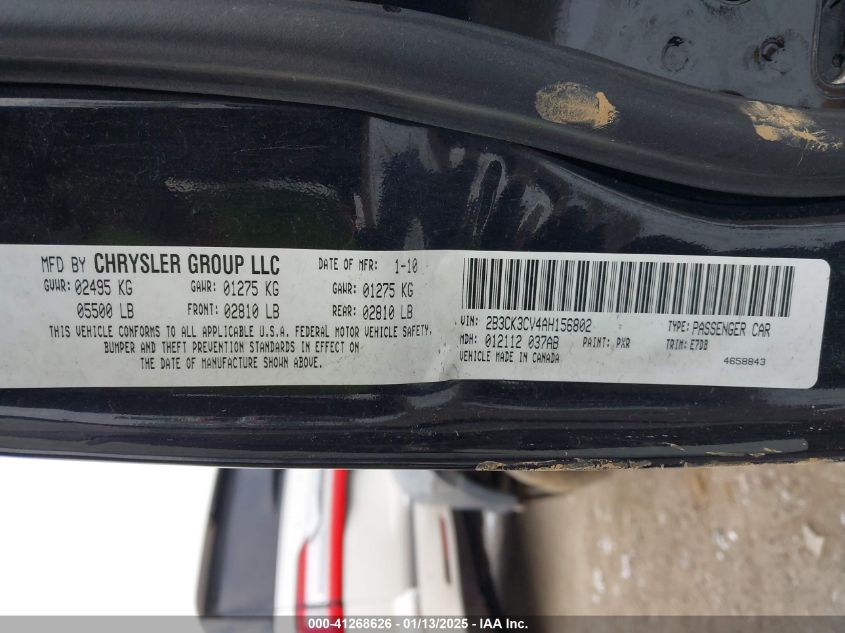 MFD BY CHRYSLER GROUP LLC DATE OF MFR: 1-10
GVWR: 02495 KG GAWR: 01275 KG GAWR: 01275 KG
05500 LB FRONT: 02810 LB REAR: 02810 LB
THIS VEHICLE CONFORMS TO ALL APPLICABLE U.S.A. FEDERAL MOTOR VEHICLE SAFETY,
BUMPER AND THEFT PREVENTION STANDARDS IN EFFECT ON
THE DATE OF MANUFACTURE SHOWN ABOVE.
VIN: 2B3CK3CV4AH156802 TYPE: PASSENGER CAR
MDH: 012112 037AB PAINT: PXR TRIM: E7DB
VEHICLE MADE IN CANADA 4658843
000-41268626 - 01/13/2025 - IAA Inc.